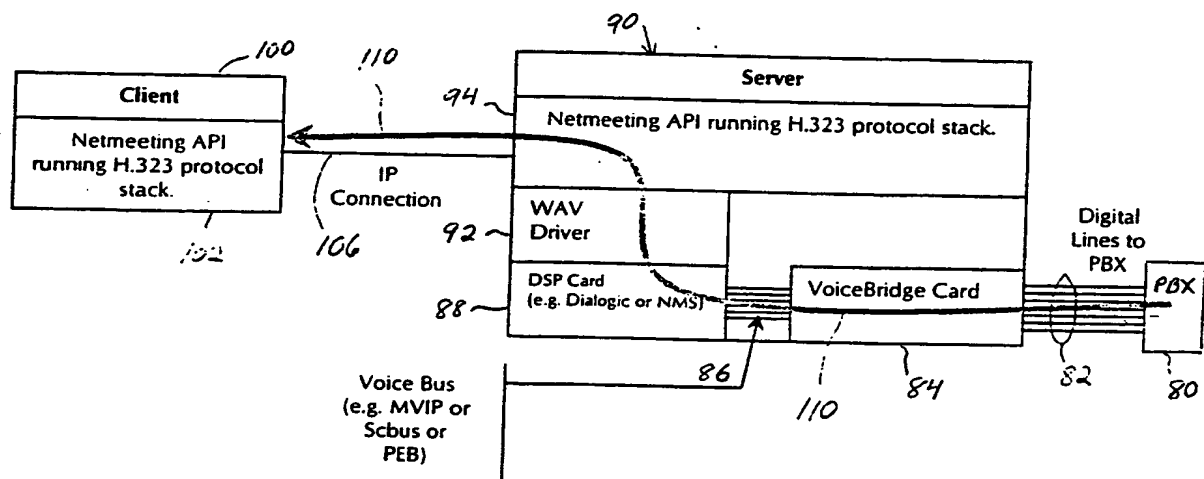 100
Client
Netmeeting API
running H.323 protocol
stack.
102
110
IP
Connection
106
90
Server
94
Netmeeting API running H.323 protocol stack.
92
WAV
Driver
88
DSP Card
(e.g. Dialogic or NMS)
VoiceBridge Card
Digital
Lines to
PBX
PBX
86
110
84
82
80
Voice Bus
(e.g. MVIP or
Scbus or
PEB)